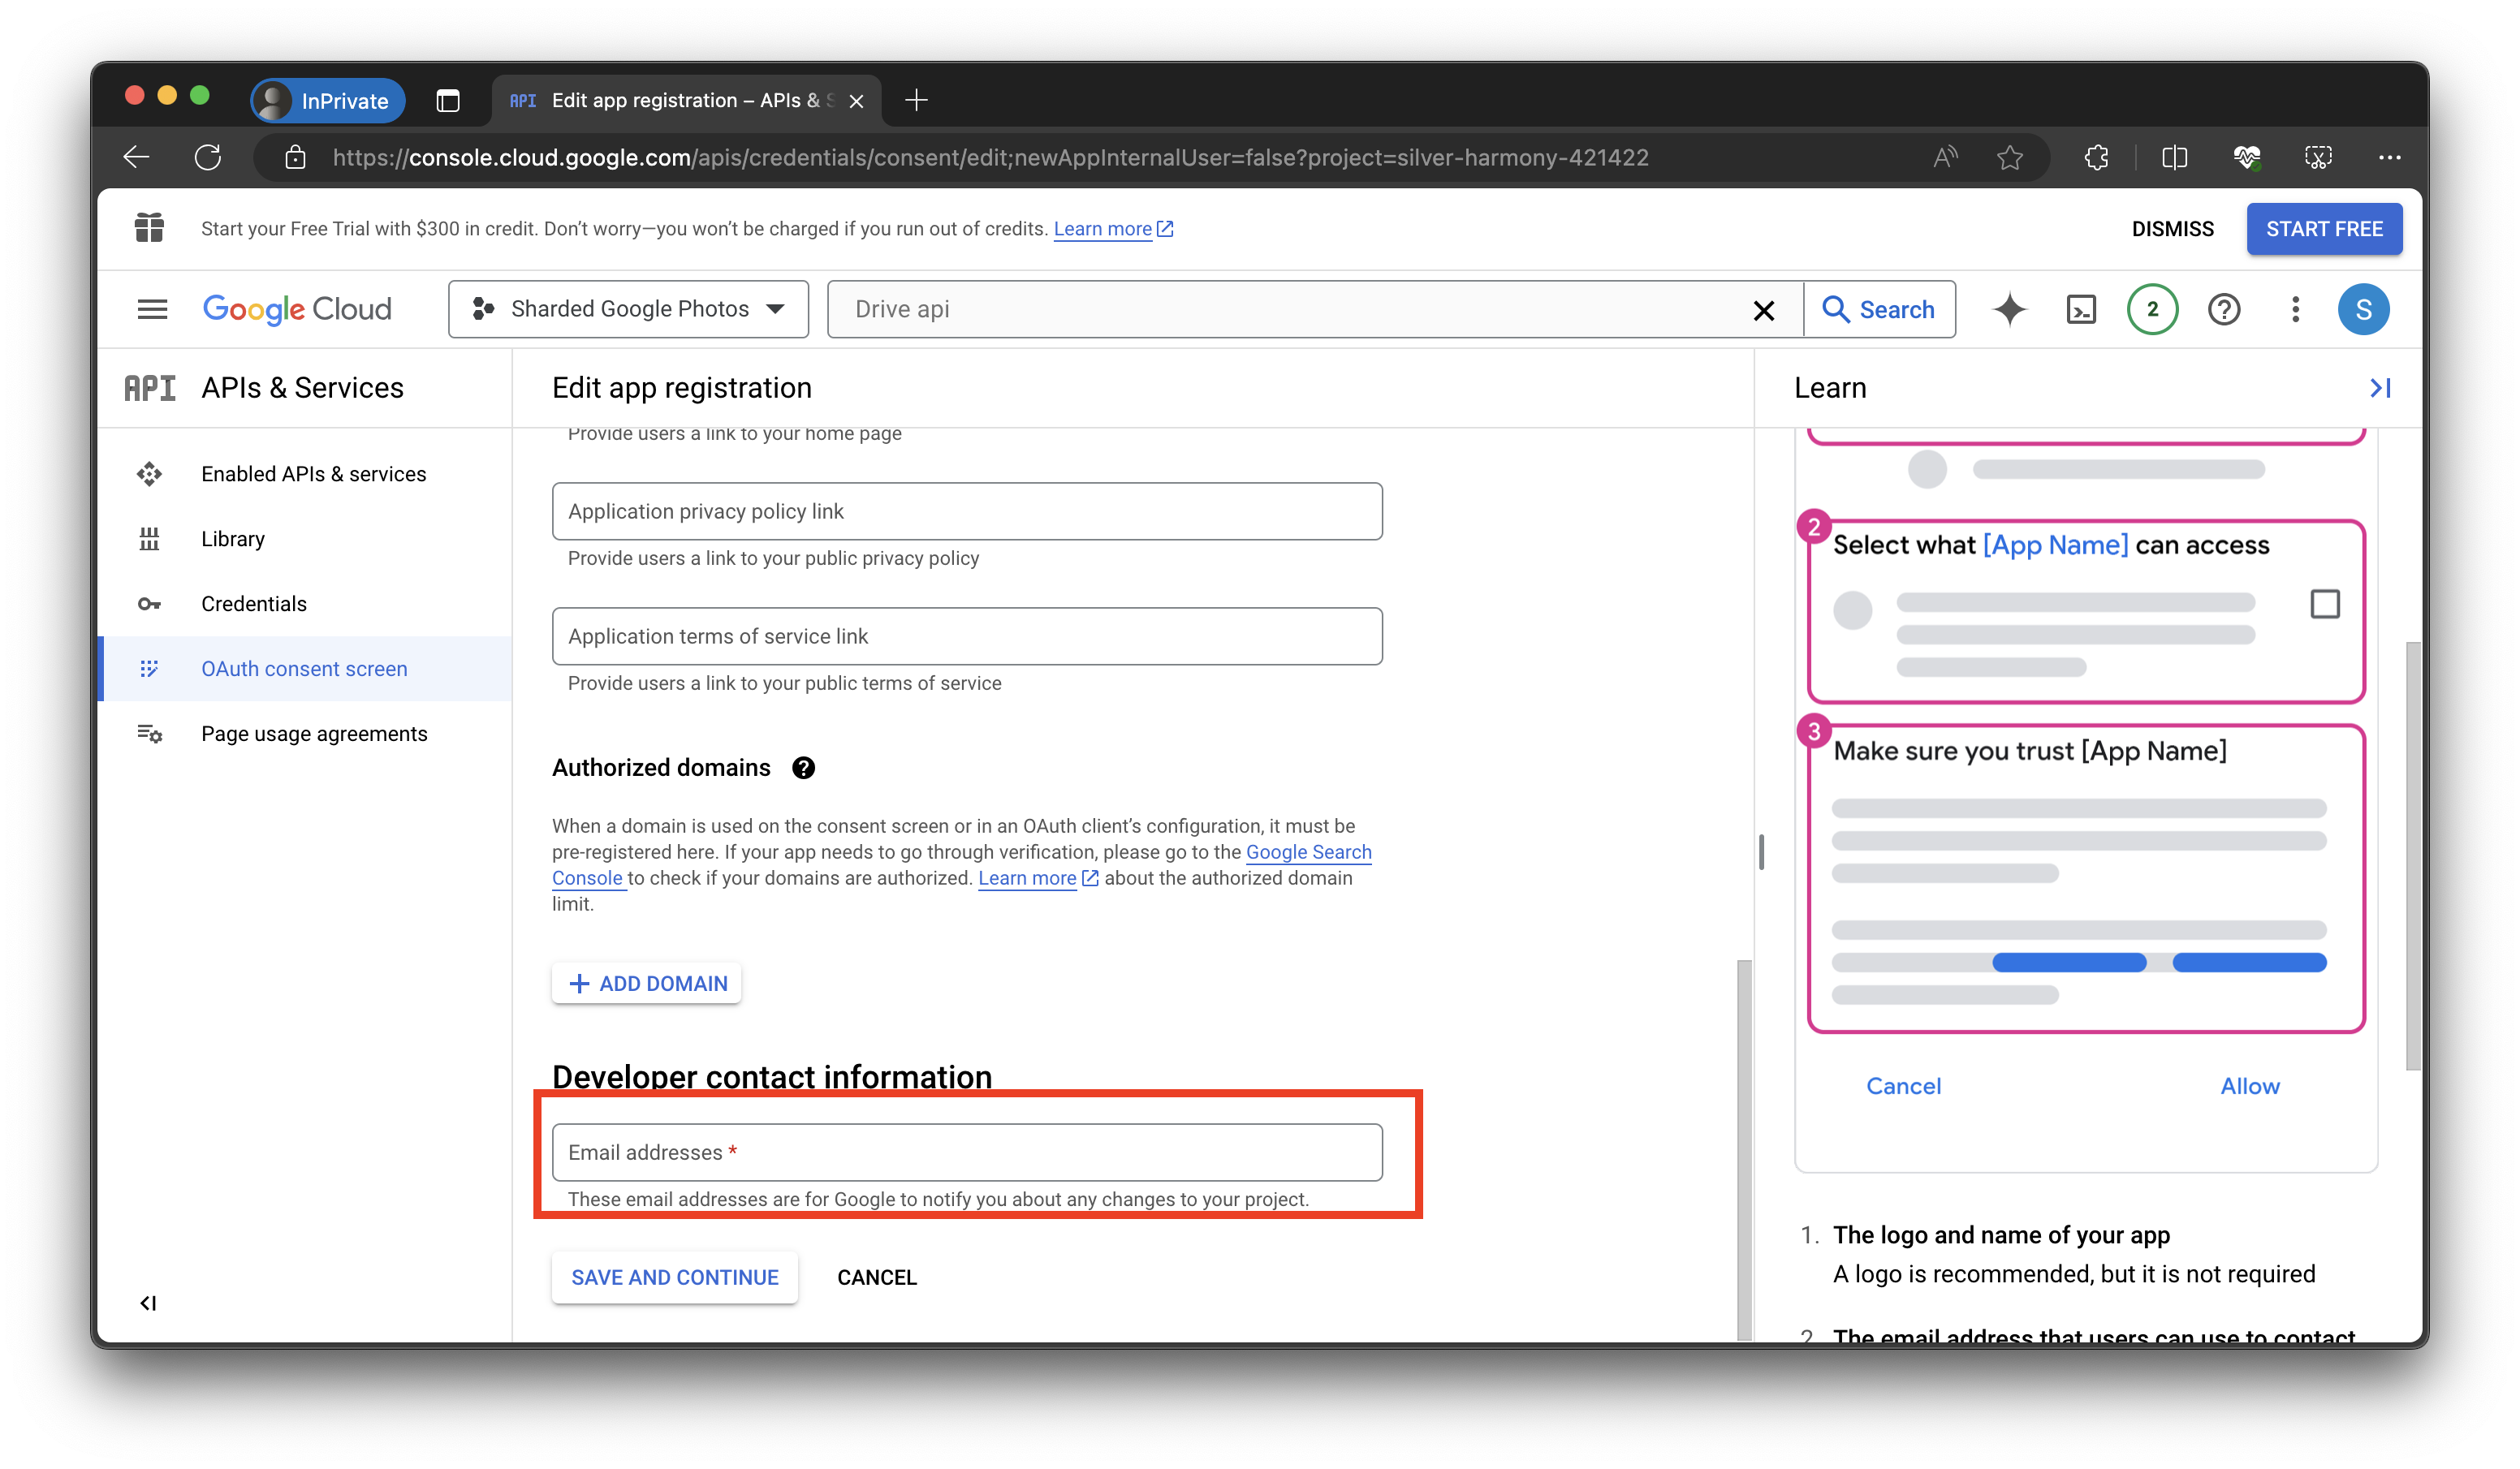 InPrivate
API Edit app registration – APIs & S
https://console.cloud.google.com/apis/credentials/consent/edit;newAppInternalUser=false?project=silver-harmony-421422
Start your Free Trial with $300 in credit. Don’t worry—you won’t be charged if you run out of credits. Learn more
DISMISS
START FREE
Google Cloud
Sharded Google Photos
Drive api
Search
2
S
API APIs & Services
Enabled APIs & services
Library
Credentials
OAuth consent screen
Page usage agreements
Edit app registration
Provide users a link to your home page
Application privacy policy link
Provide users a link to your public privacy policy
Application terms of service link
Provide users a link to your public terms of service
Authorized domains
When a domain is used on the consent screen or in an OAuth client’s configuration, it must be
pre-registered here. If your app needs to go through verification, please go to the Google Search
Console to check if your domains are authorized. Learn more about the authorized domain
limit.
ADD DOMAIN
Developer contact information
Email addresses *
These email addresses are for Google to notify you about any changes to your project.
SAVE AND CONTINUE
CANCEL
Learn
2
Select what [App Name] can access
3
Make sure you trust [App Name]
Cancel
Allow
1. The logo and name of your app
A logo is recommended, but it is not required
2. The email address that users can use to contact